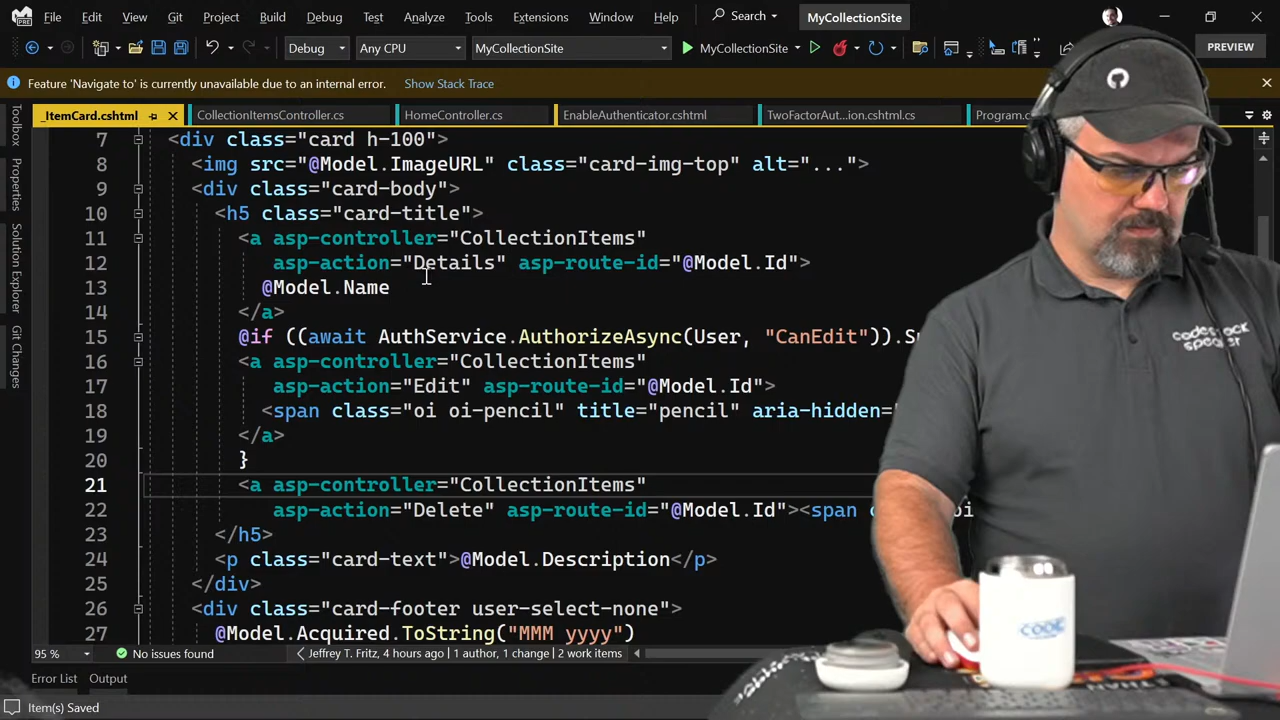 File Edit View Git Project Build Debug Test Analyze Tools Extensions Window Help Search MyCollectionSite
Debug Any CPU MyCollectionSite MyCollectionSite PREVIEW
Feature 'Navigate to' is currently unavailable due to an internal error. Show Stack Trace
_ItemCard.cshtml CollectionItemsController.cs HomeController.cs EnableAuthenticator.cshtml TwoFactorAut...ion.cshtml.cs Program.
Toolbox
Properties
Solution Explorer
Git Changes
7 <div class="card h-100">
8 <img src="@Model.ImageURL" class="card-img-top" alt="...">
9 <div class="card-body">
10 <h5 class="card-title">
11 <a asp-controller="CollectionItems"
12 asp-action="Details" asp-route-id="@Model.Id">
13 @Model.Name
14 </a>
15 @if ((await AuthService.AuthorizeAsync(User, "CanEdit")).S
16 <a asp-controller="CollectionItems"
17 asp-action="Edit" asp-route-id="@Model.Id">
18 <span class="oi oi-pencil" title="pencil" aria-hidden=
19 </a>
20 }
21 <a asp-controller="CollectionItems"
22 asp-action="Delete" asp-route-id="@Model.Id"><span c oi
23 </h5>
24 <p class="card-text">@Model.Description</p>
25 </div>
26 <div class="card-footer user-select-none">
27 @Model.Acquired.ToString("MMM yyyy")
95 % No issues found Jeffrey T. Fritz, 4 hours ago | 1 author, 1 change | 2 work items
Error List Output
Item(s) Saved
codestock
speaker
CODE